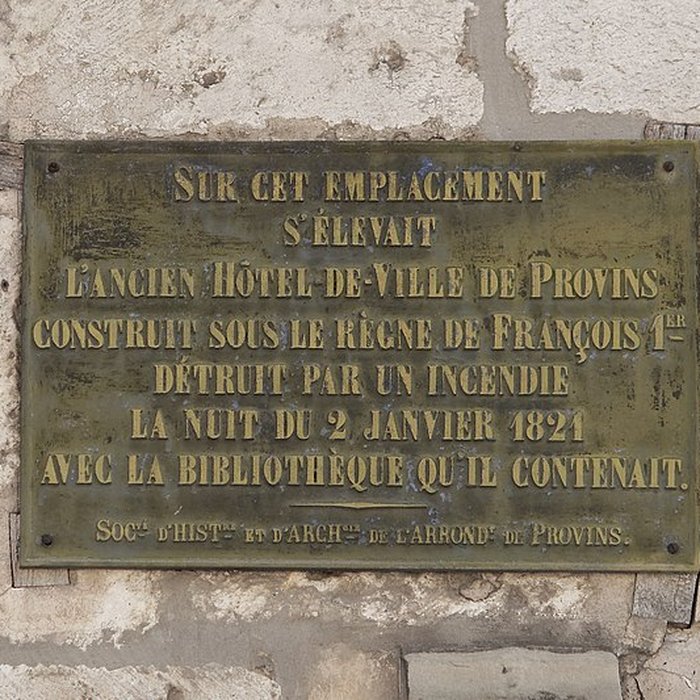 SUR CET EMPLACEMENT
S'ÉLEVAIT
L'ANCIEN HÔTEL-DE-VILLE DE PROVINS
CONSTRUIT SOUS LE RÈGNE DE FRANÇOIS 1ER
DÉTRUIT PAR UN INCENDIE
LA NUIT DU 2 JANVIER 1821
AVEC LA BIBLIOTHÈQUE QU'IL CONTENAIT.
SOCTÉ D'HISTRE ET D'ARCHGIE DE L'ARRONDT DE PROVINS.